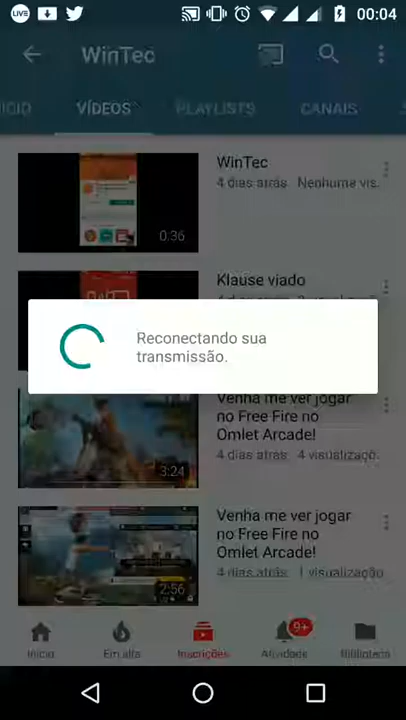 LIVE
00:04
WinTec
VÍDEOS
PLAYLISTS
CANAIS
WinTec
4 dias atrás Nenhuma vis.
0:36
Klause viado
Reconectando sua
transmissão.
Venha me ver jogar
no Free Fire no
Omlet Arcade!
4 dias atrás 4 visualizaçõ.
3:24
Venha me ver jogar
no Free Fire no
Omlet Arcade!
4 dias atrás 1 visualização
2:56
9+
Início
Em alta
Inscrições
Atividade
Biblioteca